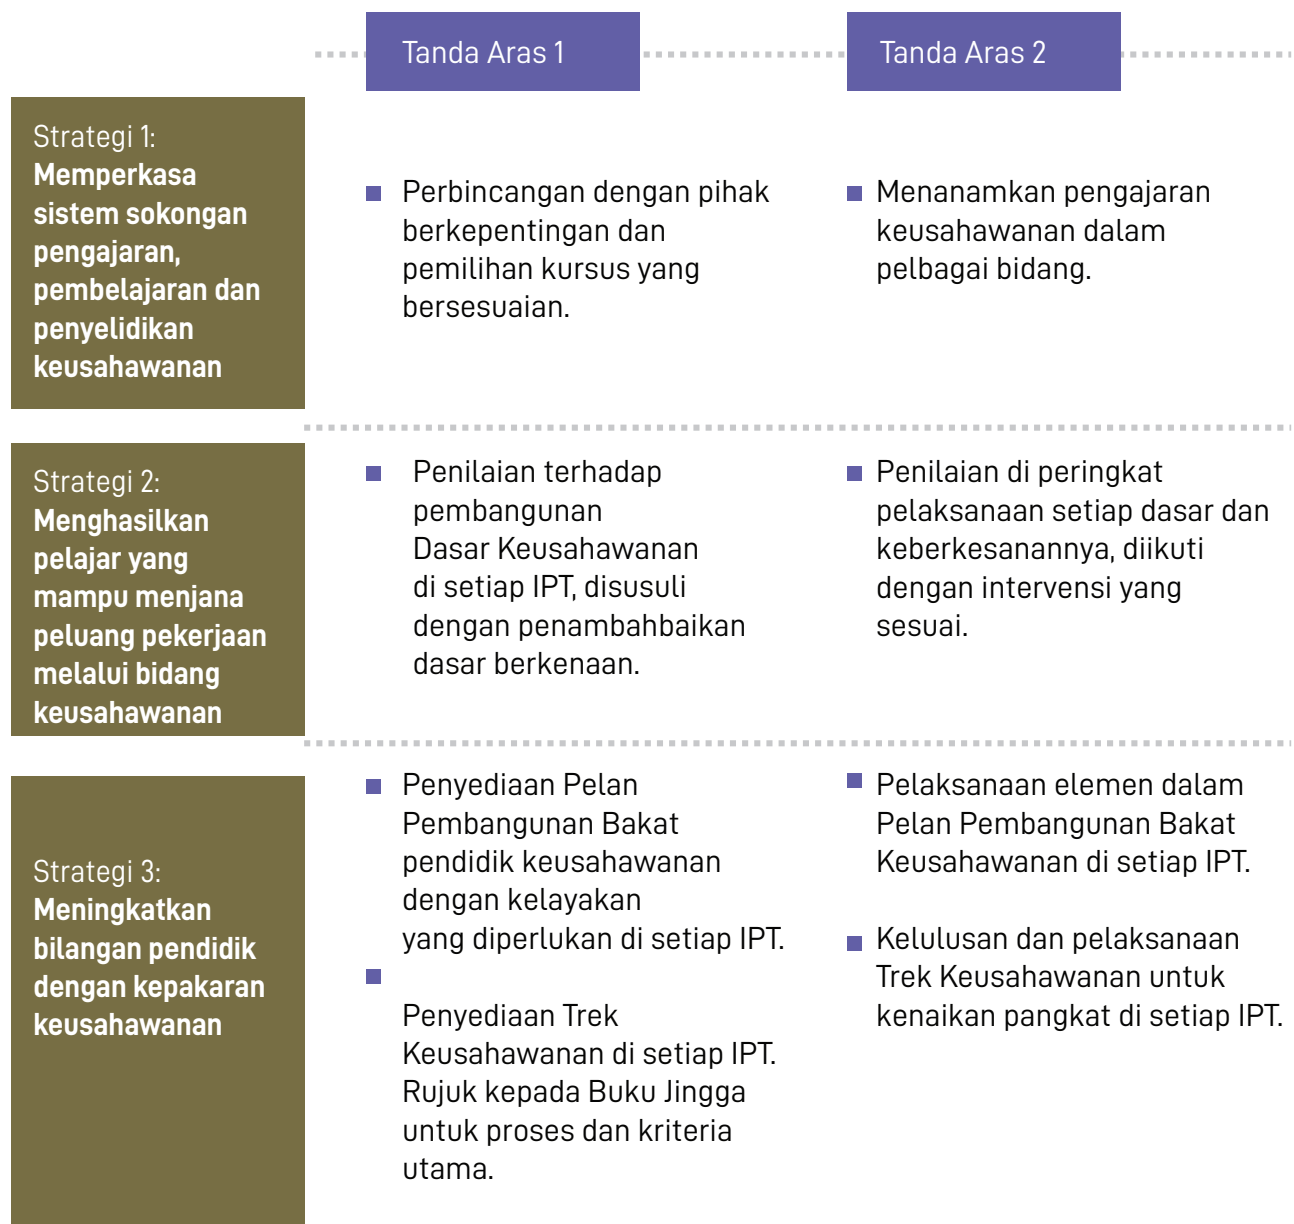 Tanda Aras 1
Tanda Aras 2
Strategi 1:
Memperkasa
sistem sokongan
pengajaran,
pembelajaran dan
penyelidikan
keusahawanan
Perbincangan dengan pihak
berkepentingan dan
pemilihan kursus yang
bersesuaian.
Menanamkan pengajaran
keusahawanan dalam
pelbagai bidang.
Strategi 2:
Menghasilkan
pelajar yang
mampu menjana
peluang pekerjaan
melalui bidang
keusahawanan
Penilaian terhadap
pembangunan
Dasar Keusahawanan
di setiap IPT, disusuli
dengan penambahbaikan
dasar berkenaan.
Penilaian di peringkat
pelaksanaan setiap dasar dan
keberkesanannya, diikuti
dengan intervensi yang
sesuai.
Strategi 3:
Meningkatkan
bilangan pendidik
dengan kepakaran
keusahawanan
Penyediaan Pelan
Pembangunan Bakat
pendidik keusahawanan
dengan kelayakan
yang diperlukan di setiap IPT.
Penyediaan Trek
Keusahawanan di setiap IPT.
Rujuk kepada Buku Jingga
untuk proses dan kriteria
utama.
Pelaksanaan elemen dalam
Pelan Pembangunan Bakat
Keusahawanan di setiap IPT.
Kelulusan dan pelaksanaan
Trek Keusahawanan untuk
kenaikan pangkat di setiap IPT.